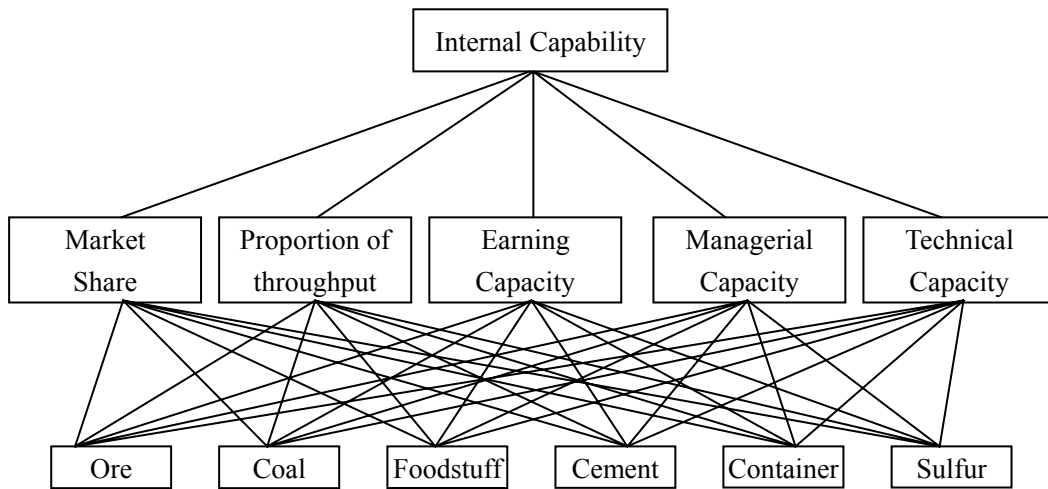 Internal Capability
Market
Share
Proportion of
throughput
Earning
Capacity
Managerial
Capacity
Technical
Capacity
Ore
Coal
Foodstuff
Cement
Container
Sulfur